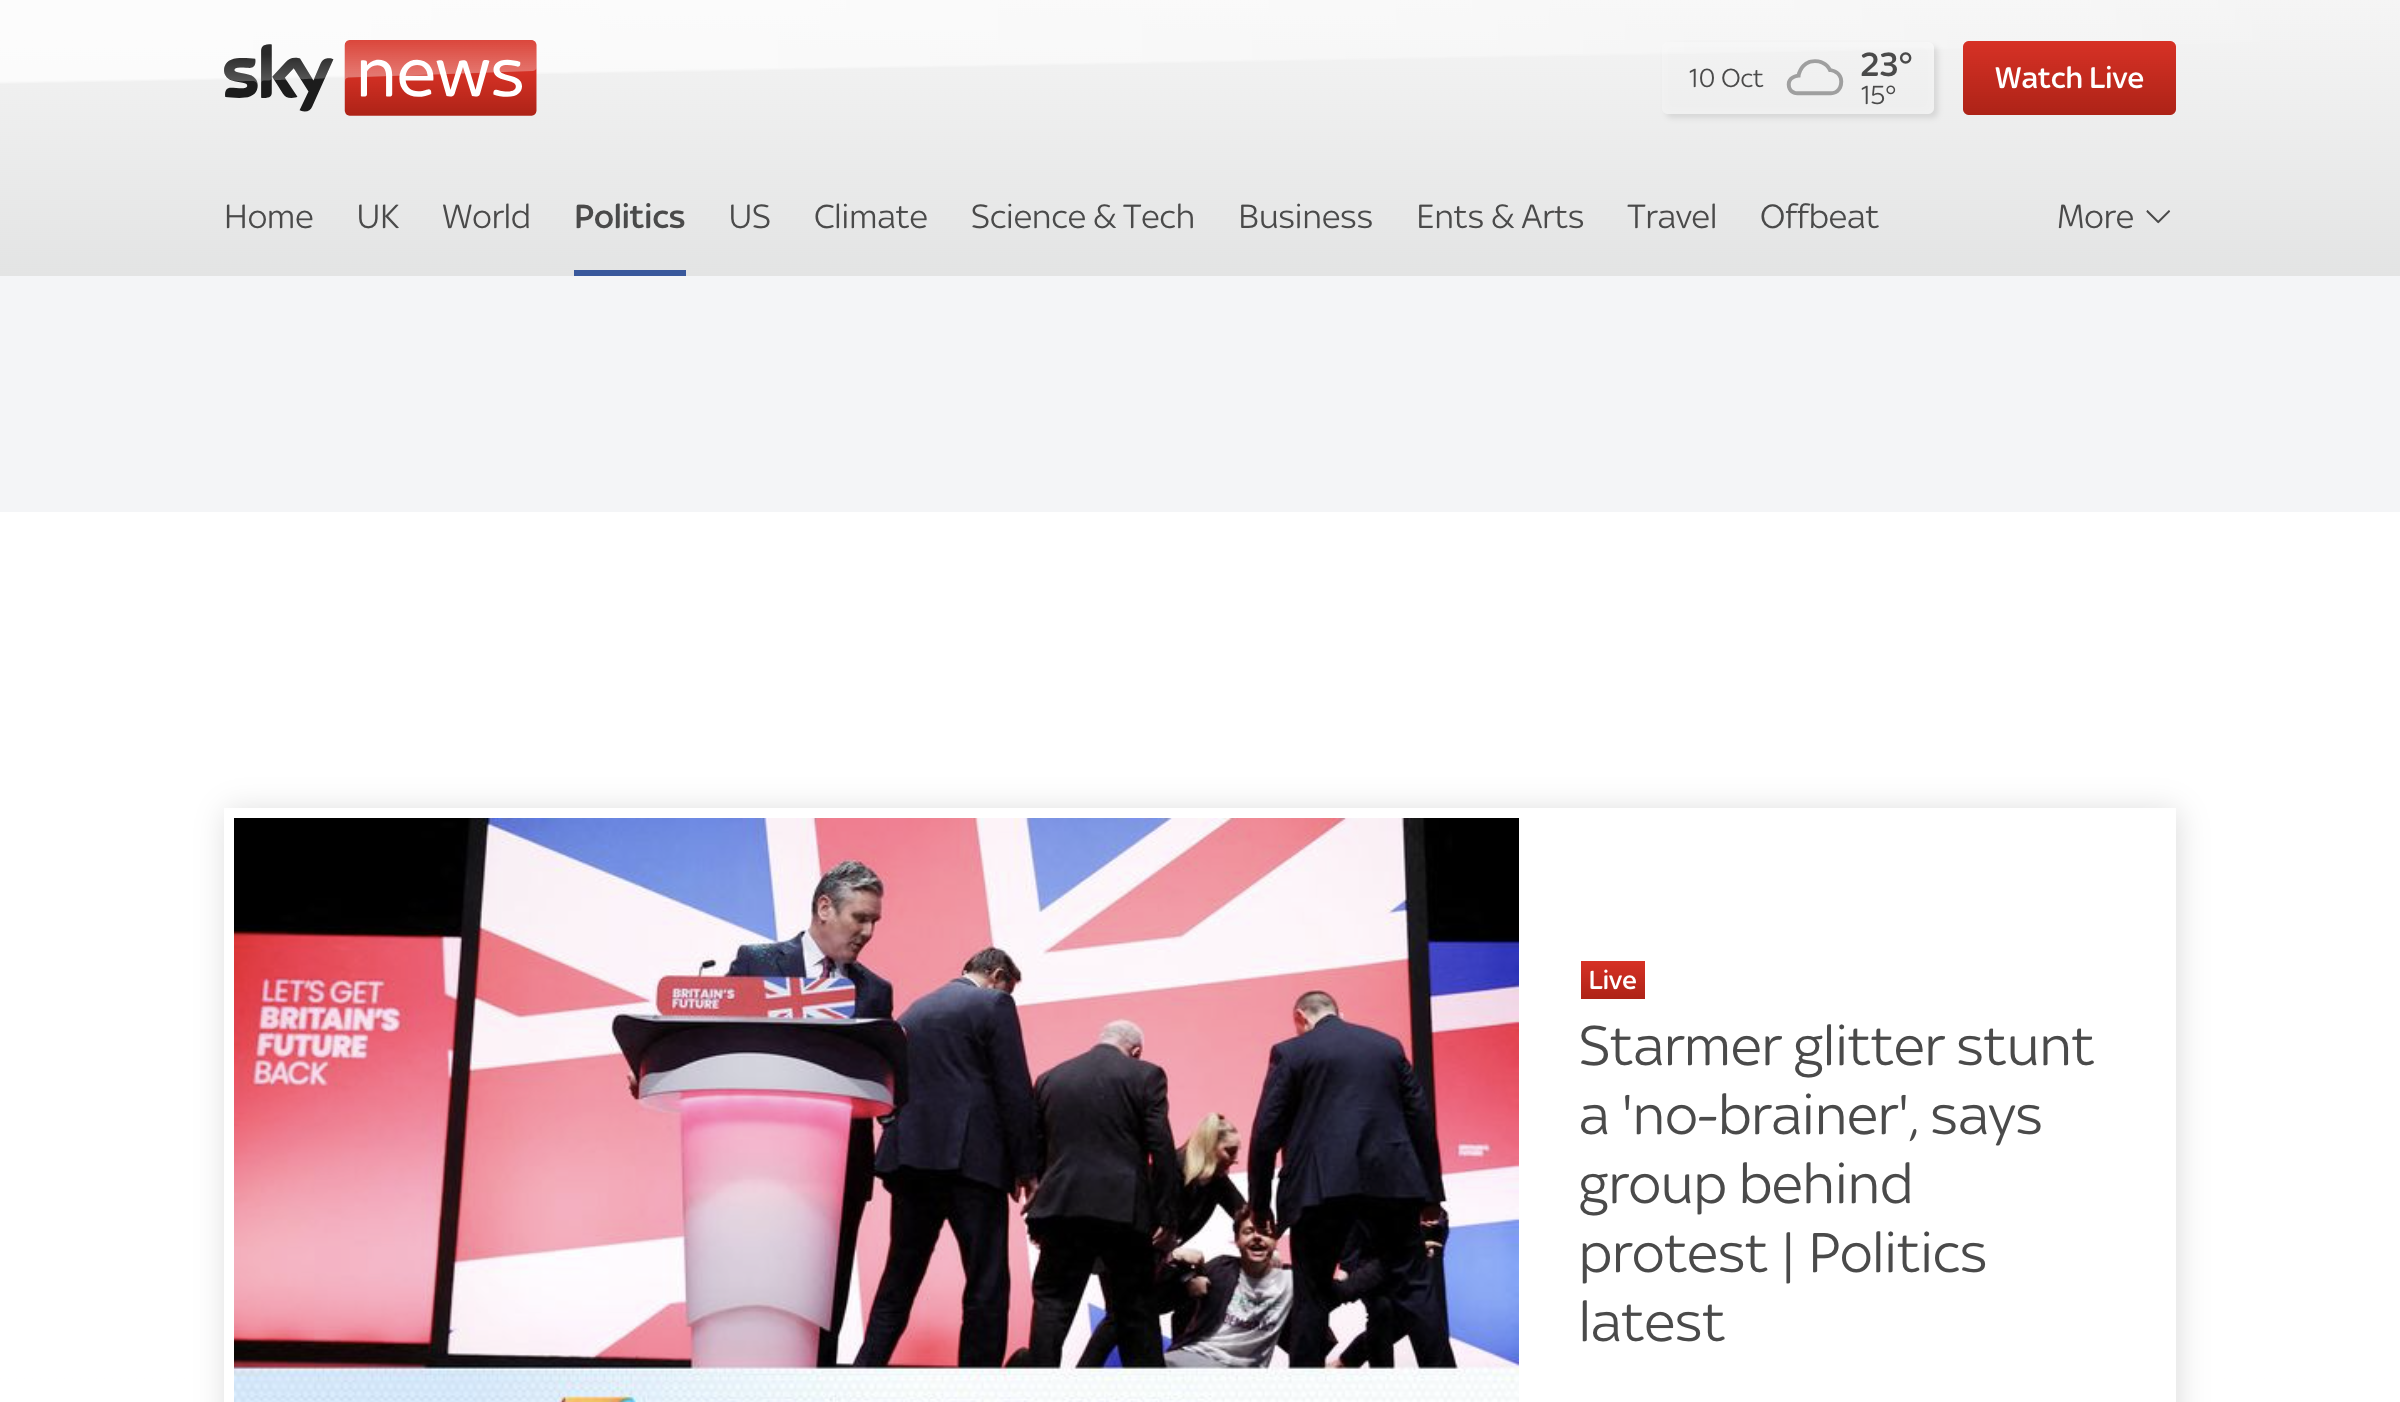 sky news
10 Oct
23°
15°
Watch Live
Home UK World Politics US Climate Science & Tech Business Ents & Arts Travel Offbeat More
LET'S GET
BRITAIN'S
FUTURE
BACK
BRITAIN'S
FUTURE
Live
Starmer glitter stunt
a 'no-brainer', says
group behind
protest | Politics
latest